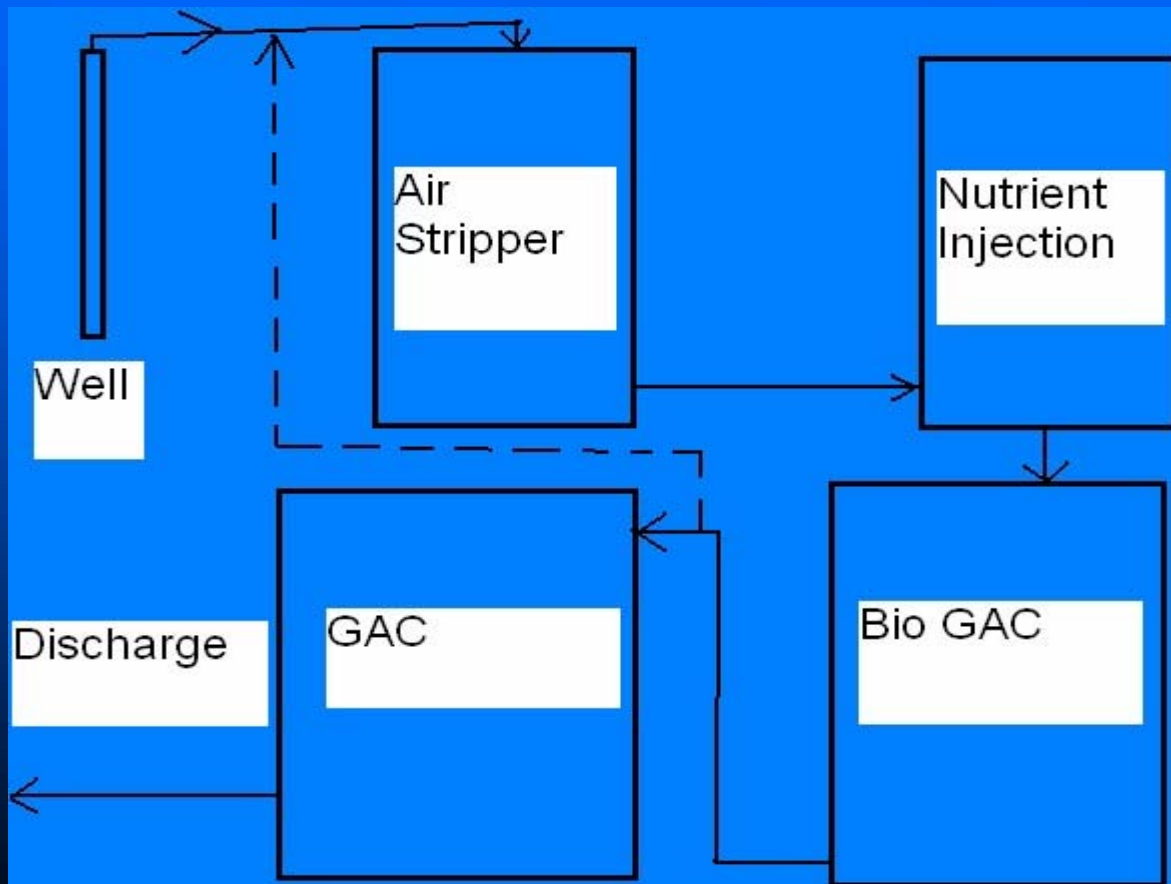 Air
Stripper
Nutrient
Injection
Well
Discharge
GAC
Bio GAC